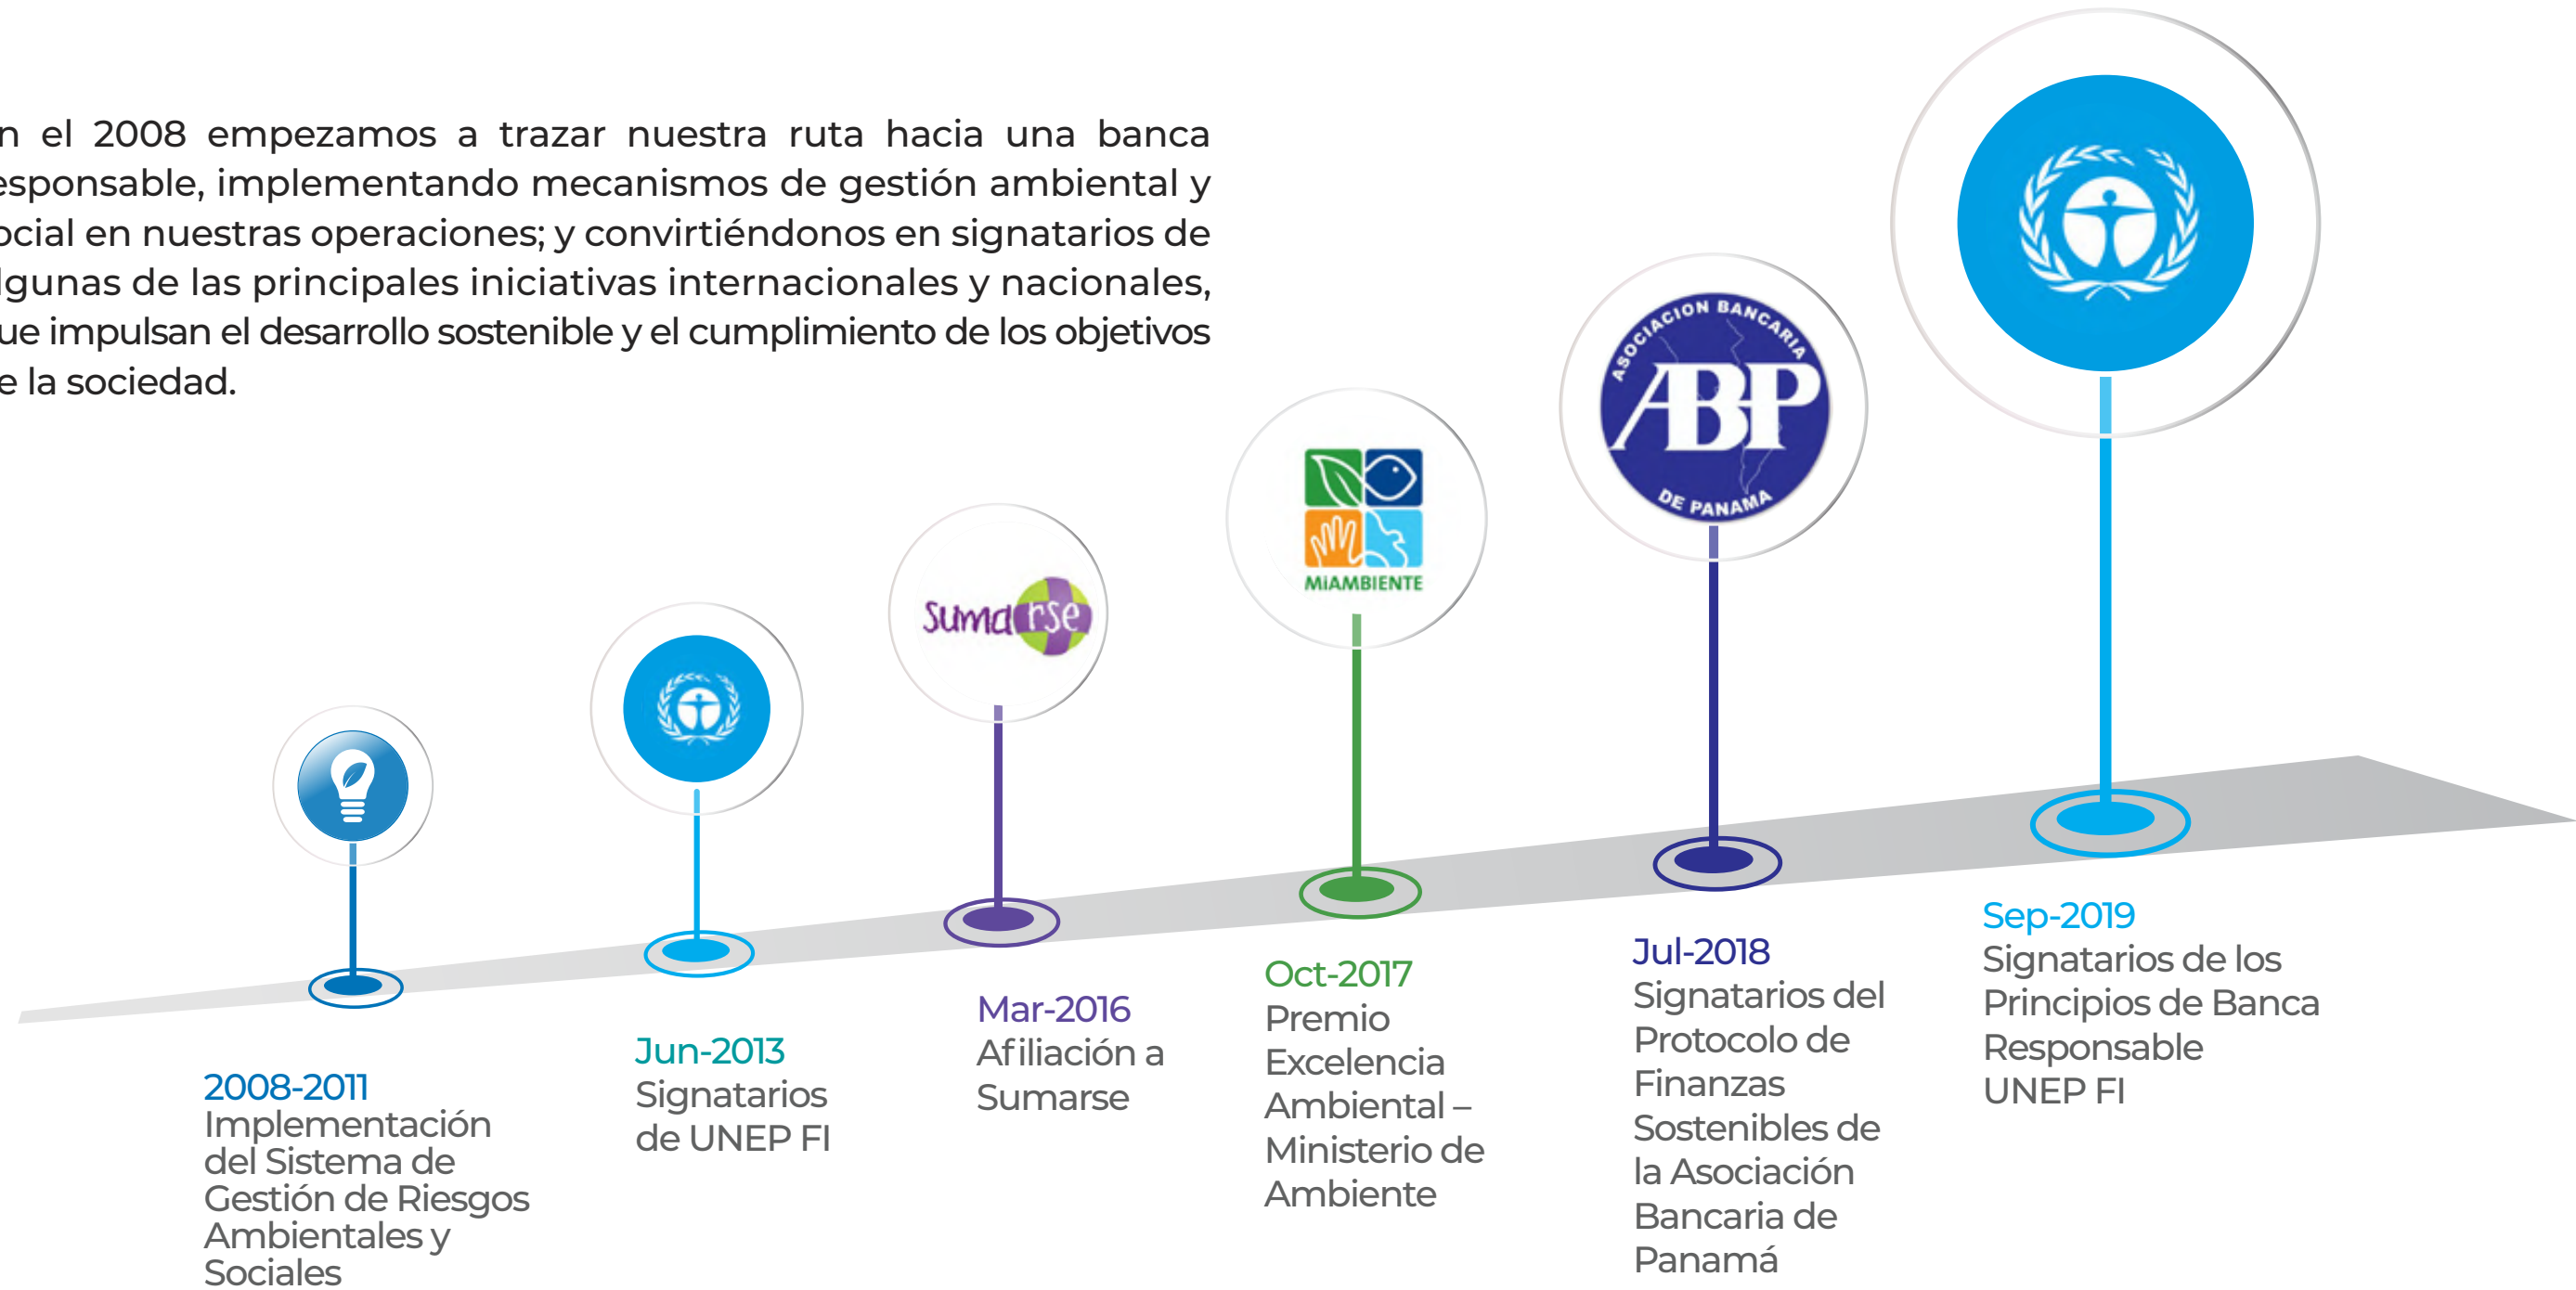 n el 2008 empezamos a trazar nuestra ruta hacia una banca
esponsable, implementando mecanismos de gestión ambiental y
ocial en nuestras operaciones; y convirtiéndonos en signatarios de
lgunas de las principales iniciativas internacionales y nacionales,
ue impulsan el desarrollo sostenible y el cumplimiento de los objetivos
e la sociedad.
ASOCIACION BANCARIA
ABP
DE PANAMA
MiAMBIENTE
Sumarse
2008-2011
Implementación
del Sistema de
Gestión de Riesgos
Ambientales y
Sociales
Jun-2013
Signatarios
de UNEP FI
Mar-2016
Afiliación a
Sumarse
Oct-2017
Premio
Excelencia
Ambiental –
Ministerio de
Ambiente
Jul-2018
Signatarios del
Protocolo de
Finanzas
Sostenibles de
la Asociación
Bancaria de
Panamá
Sep-2019
Signatarios de los
Principios de Banca
Responsable
UNEP FI